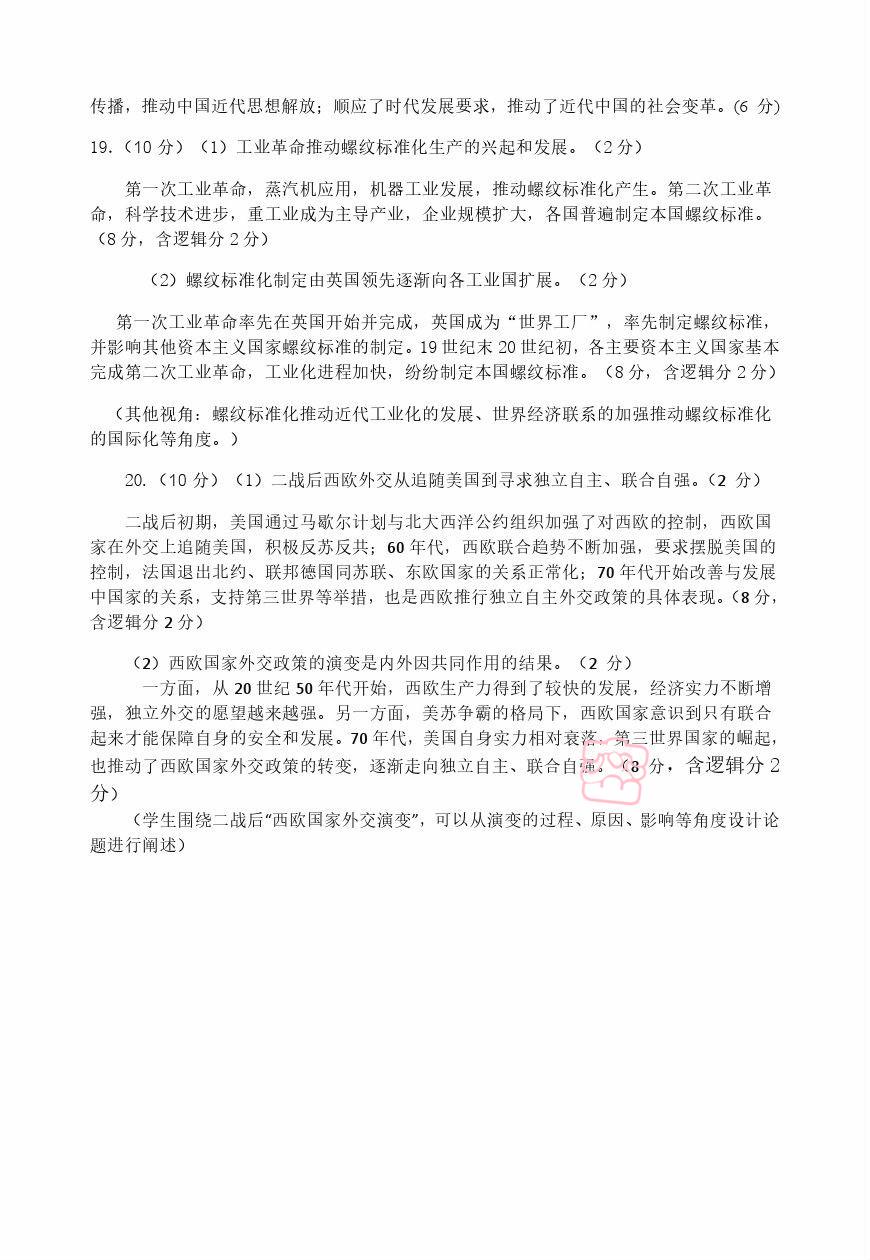 传播，推动中国近代思想解放；顺应了时代发展要求，推动了近代中国的社会变革。(6 分)
19.（10 分）（1）工业革命推动螺纹标准化生产的兴起和发展。（2 分）
第一次工业革命，蒸汽机应用，机器工业发展，推动螺纹标准化产生。第二次工业革
命，科学技术进步，重工业成为主导产业，企业规模扩大，各国普遍制定本国螺纹标准。
（8 分，含逻辑分 2 分）
（2）螺纹标准化制定由英国领先逐渐向各工业国扩展。（2 分）
第一次工业革命率先在英国开始并完成，英国成为“世界工厂”，率先制定螺纹标准，
并影响其他资本主义国家螺纹标准的制定。19 世纪末 20 世纪初，各主要资本主义国家基本
完成第二次工业革命，工业化进程加快，纷纷制定本国螺纹标准。（8 分，含逻辑分 2 分）
（其他视角：螺纹标准化推动近代工业化的发展、世界经济联系的加强推动螺纹标准化
的国际化等角度。）
20.（10 分）（1）二战后西欧外交从追随美国到寻求独立自主、联合自强。（2 分）
二战后初期，美国通过马歇尔计划与北大西洋公约组织加强了对西欧的控制，西欧国
家在外交上追随美国，积极反苏反共；60 年代，西欧联合趋势不断加强，要求摆脱美国的
控制，法国退出北约、联邦德国同苏联、东欧国家的关系正常化；70 年代开始改善与发展
中国家的关系，支持第三世界等举措，也是西欧推行独立自主外交政策的具体表现。（8 分，
含逻辑分 2 分）
（2）西欧国家外交政策的演变是内外因共同作用的结果。（2 分）
一方面，从 20 世纪 50 年代开始，西欧生产力得到了较快的发展，经济实力不断增
强，独立外交的愿望越来越强。另一方面，美苏争霸的格局下，西欧国家意识到只有联合
起来才能保障自身的安全和发展。70 年代，美国自身实力相对衰落；第三世界国家的崛起，
也推动了西欧国家外交政策的转变，逐渐走向独立自主、联合自强。（8 分，含逻辑分 2
分）
（学生围绕二战后“西欧国家外交演变”，可以从演变的过程、原因、影响等角度设计论
题进行阐述）